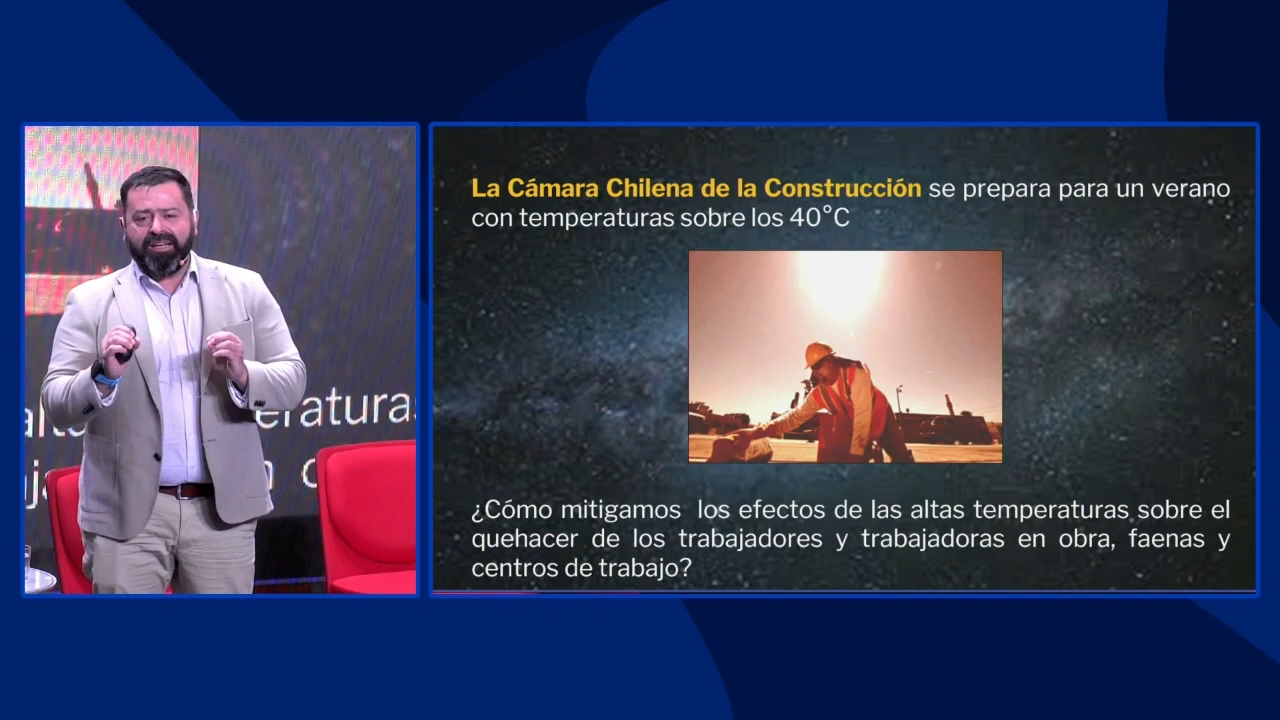 La Cámara Chilena de la Construcción se prepara para un verano
con temperaturas sobre los 40°C
¿Cómo mitigamos los efectos de las altas temperaturas sobre el
quehacer de los trabajadores y trabajadoras en obra, faenas y
centros de trabajo?